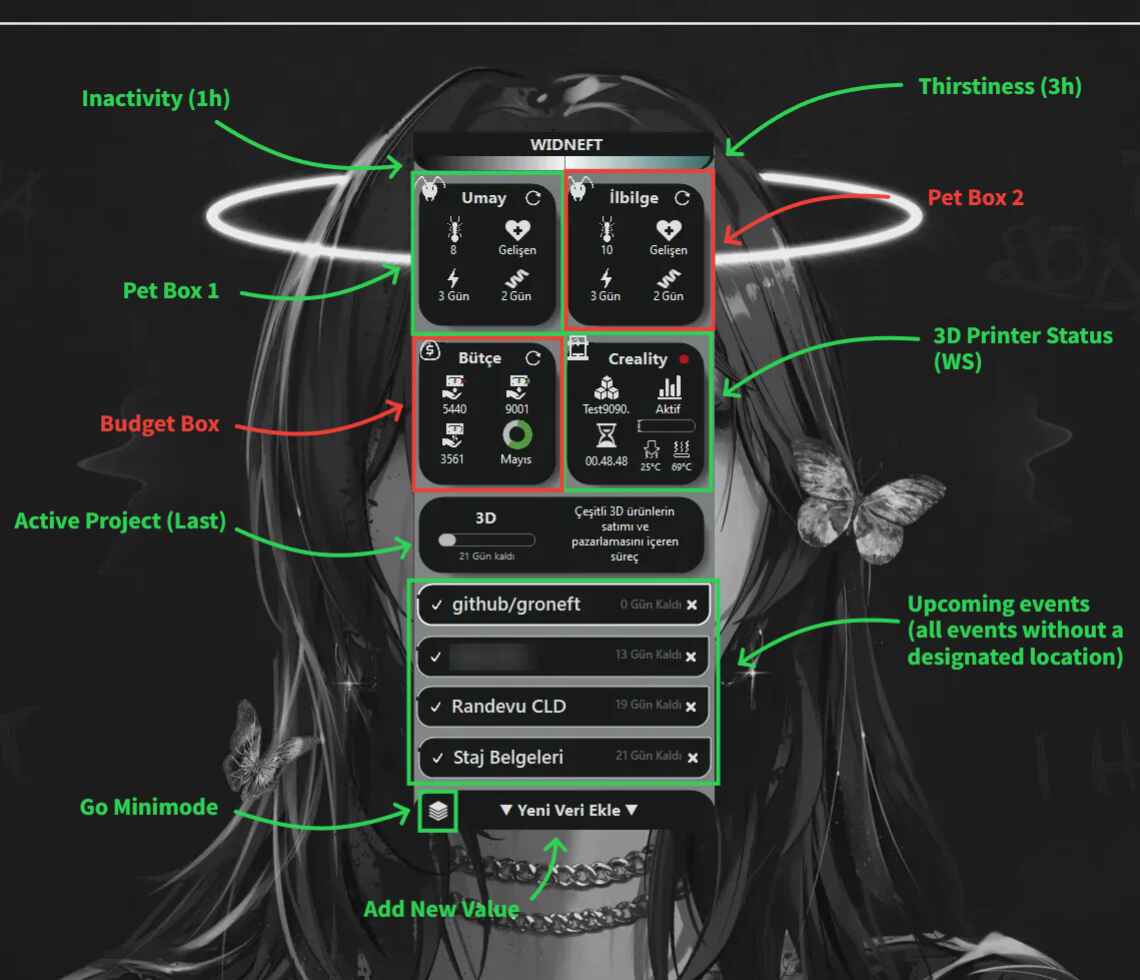 Inactivity (1h)
Thirstiness (3h)
WIDNEFT
Umay
8
Gelişen
3 Gün
2 Gün
İlbilge
10
Gelişen
3 Gün
2 Gün
Pet Box 2
Pet Box 1
3D Printer Status
(WS)
Bütçe
5440
9001
3561
Mayıs
Creality
Test9090.
Aktif
00.48.48
25°C
69°C
Budget Box
Active Project (Last)
3D
21 Gün kaldı
Çeşitli 3D ürünlerin
satımı ve
pazarlamasını içeren
süreç
github/groneft
0 Gün Kaldı
13 Gün Kaldı
Randevu CLD
19 Gün Kaldı
Staj Belgeleri
21 Gün Kaldı
Upcoming events
(all events without a
designated location)
Go Minimode
▼ Yeni Veri Ekle ▼
Add New Value